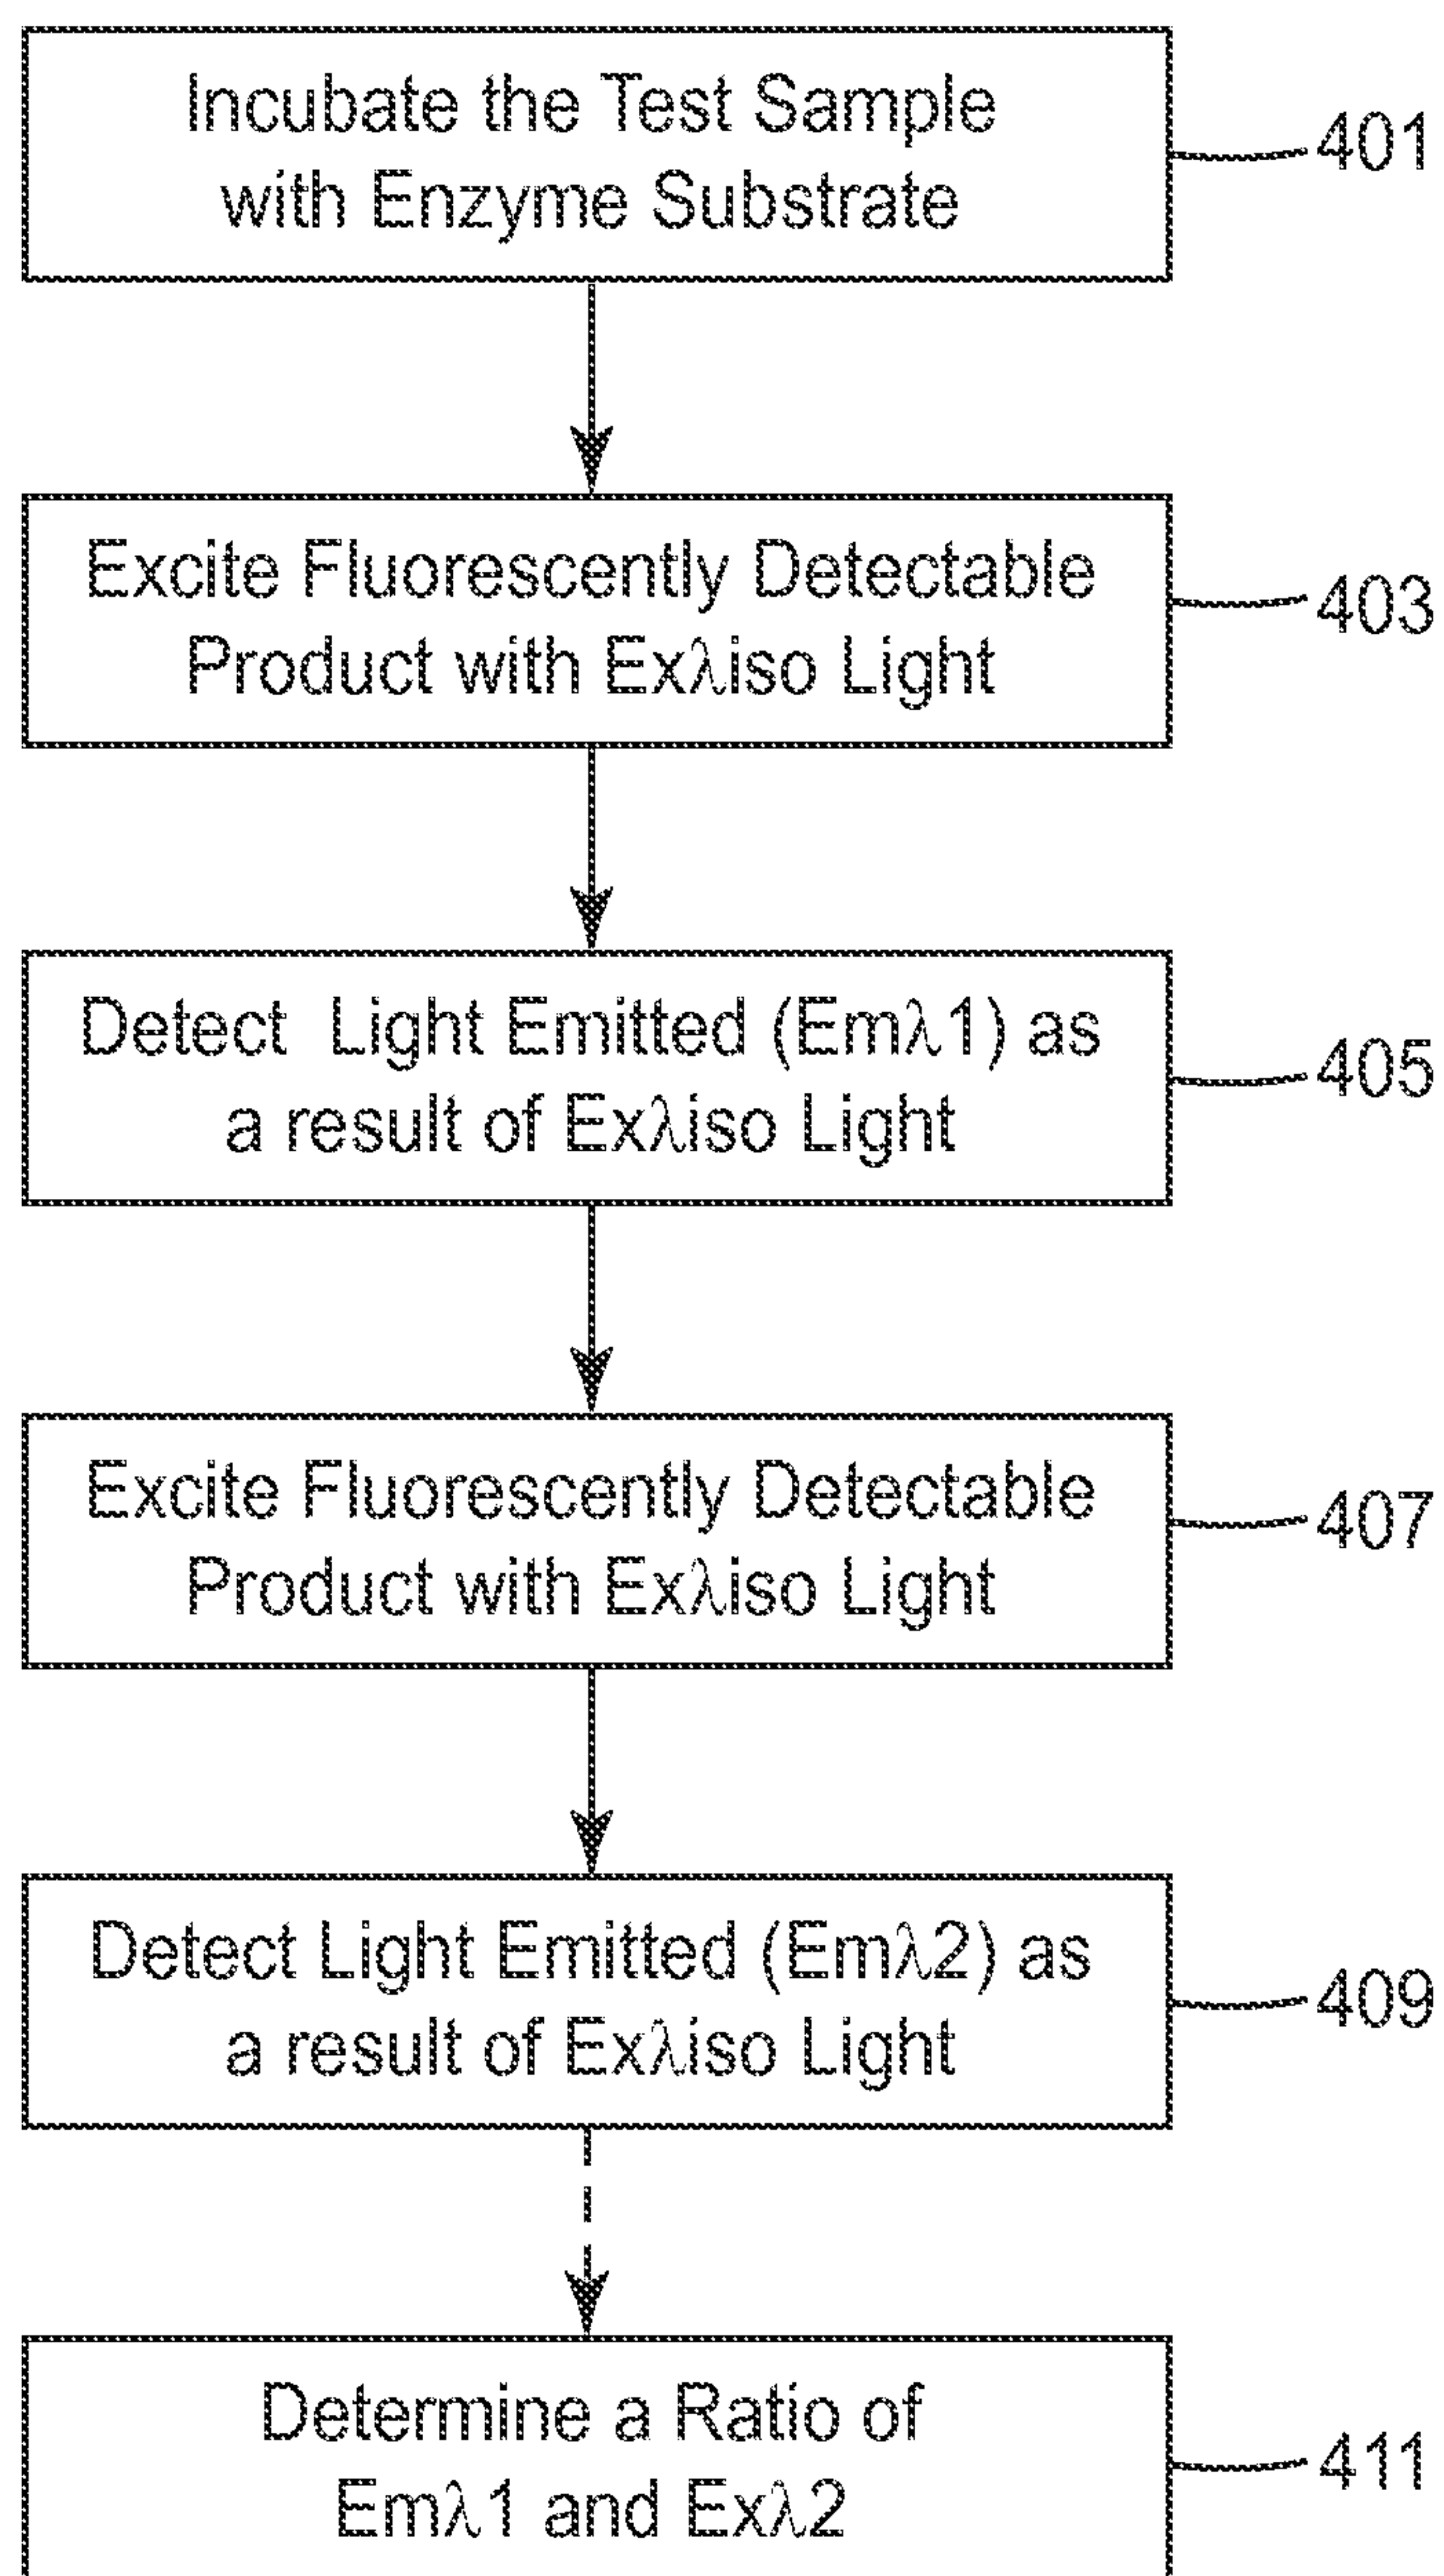 Incubate the Test Sample
with Enzyme Substrate
401
Excite Fluorescently Detectable
Product with Exλiso Light
403
Detect Light Emitted (Emλ1) as
a result of Exλiso Light
405
Excite Fluorescently Detectable
Product with Exλiso Light
407
Detect Light Emitted (Emλ2) as
a result of Exλiso Light
409
Determine a Ratio of
Emλ1 and Exλ2
411